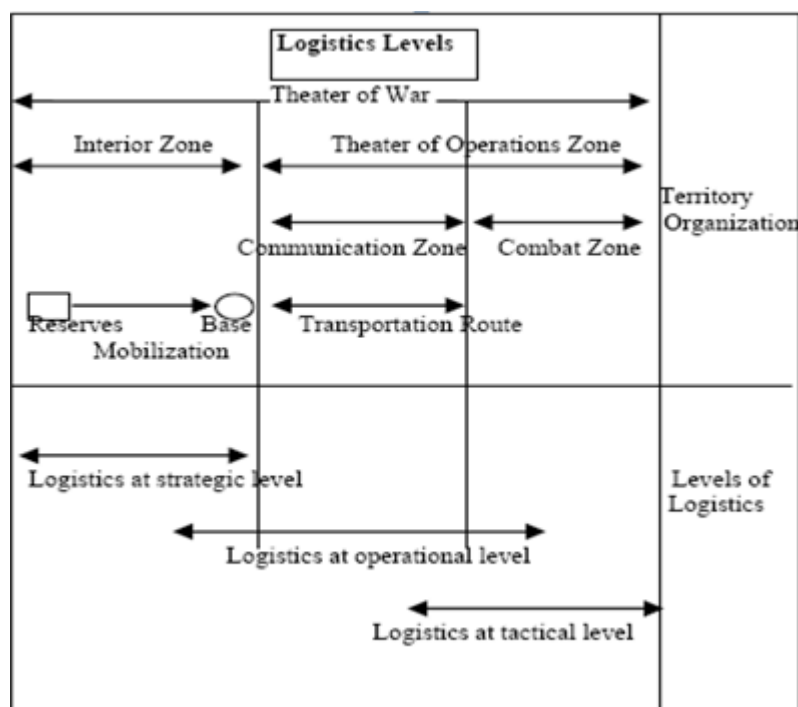 Logistics Levels
Theater of War
Interior Zone
Theater of Operations Zone
Territory
Organization
Communication Zone
Combat Zone
Reserves
Base
Transportation Route
Mobilization
Logistics at strategic level
Levels of
Logistics
Logistics at operational level
Logistics at tactical level